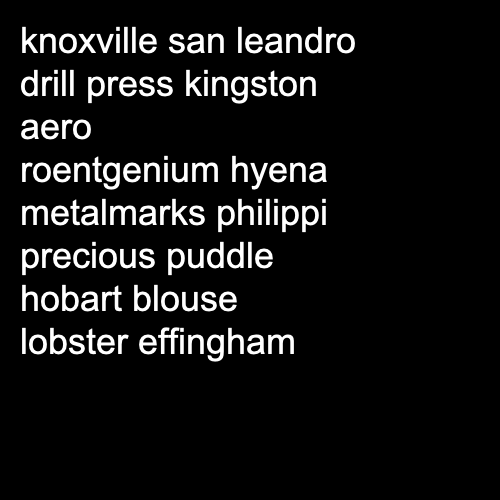 knoxville san leandro
drill press kingston
aero
roentgenium hyena
metalmarks philippi
precious puddle
hobart blouse
lobster effingham